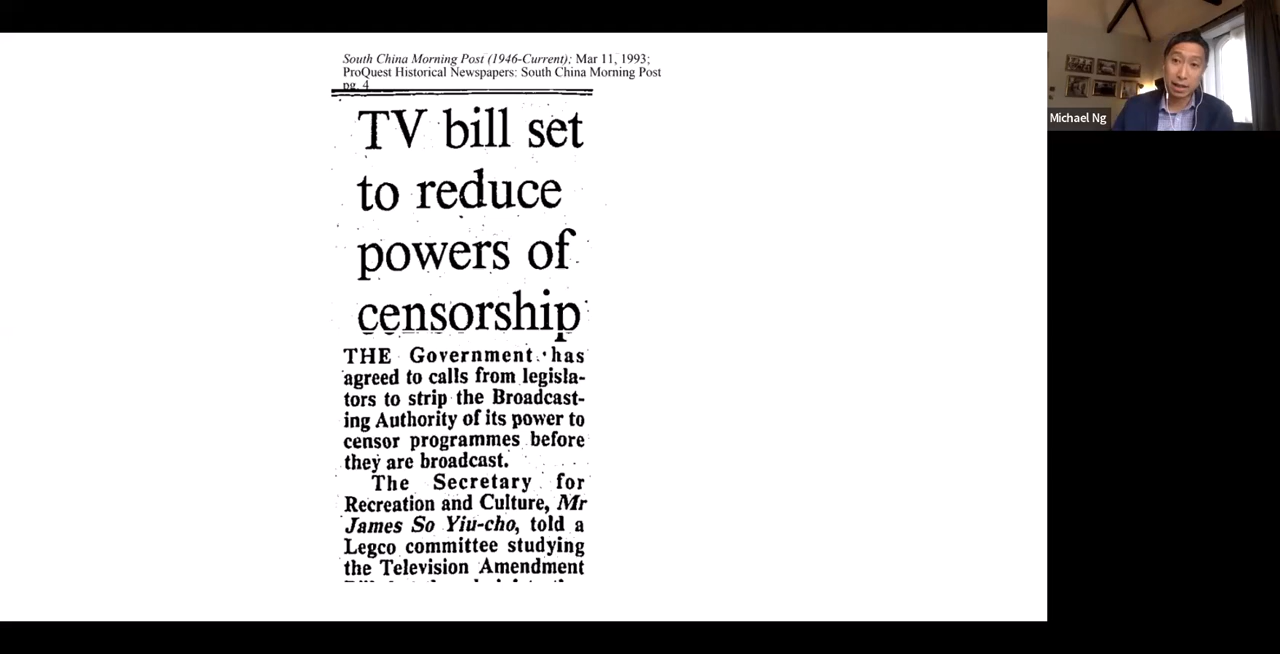 South China Morning Post (1946-Current); Mar 11, 1993;
ProQuest Historical Newspapers: South China Morning Post
pg. 4
TV bill set
to reduce
powers of
censorship
THE Government has
agreed to calls from legisla-
tors to strip the Broadcast-
ing Authority of its power to
censor programmes before
they are broadcast.
The Secretary for
Recreation and Culture, Mr
James So Yiu-cho, told a
Legco committee studying
the Television Amendment
Michael Ng